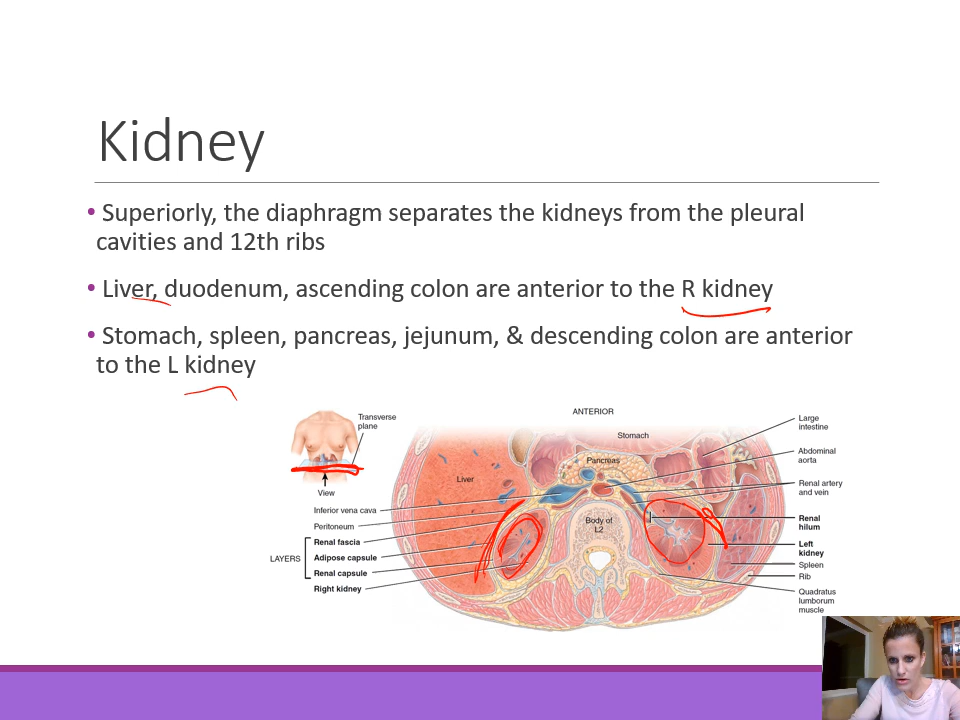 Kidney
• Superiorly, the diaphragm separates the kidneys from the pleural
cavities and 12th ribs
• Liver, duodenum, ascending colon are anterior to the R kidney
• Stomach, spleen, pancreas, jejunum, & descending colon are anterior
to the L kidney
Transverse
plane
View
ANTERIOR
Stomach
Pancreas
Liver
Body of
L2
Inferior vena cava
Peritoneum
LAYERS
Renal fascia
Adipose capsule
Renal capsule
Right kidney
Large
intestine
Abdominal
aorta
Renal artery
and vein
Renal
hilum
Left
kidney
Spleen
Rib
Quadratus
lumborum
muscle